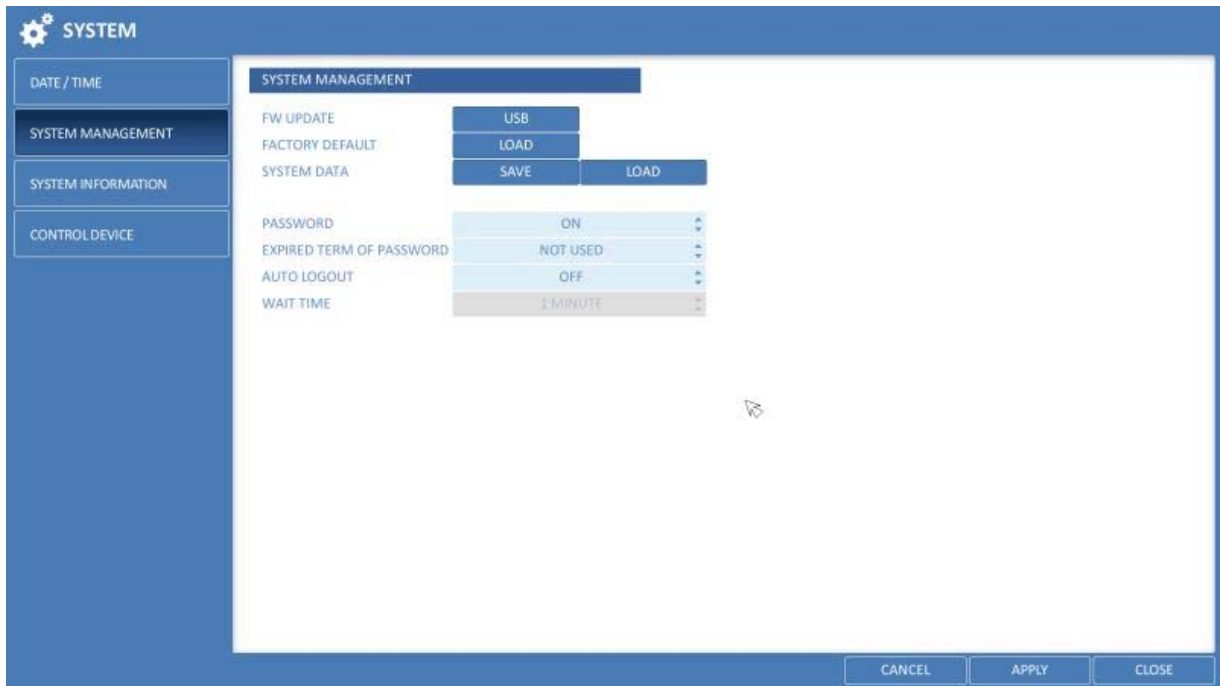 SYSTEM
DATE / TIME
SYSTEM MANAGEMENT
SYSTEM INFORMATION
CONTROL DEVICE
SYSTEM MANAGEMENT
FW UPDATE USB
FACTORY DEFAULT LOAD
SYSTEM DATA SAVE LOAD
PASSWORD ON
EXPIRED TERM OF PASSWORD NOT USED
AUTO LOGOUT OFF
WAIT TIME 1 MINUTE
CANCEL APPLY CLOSE